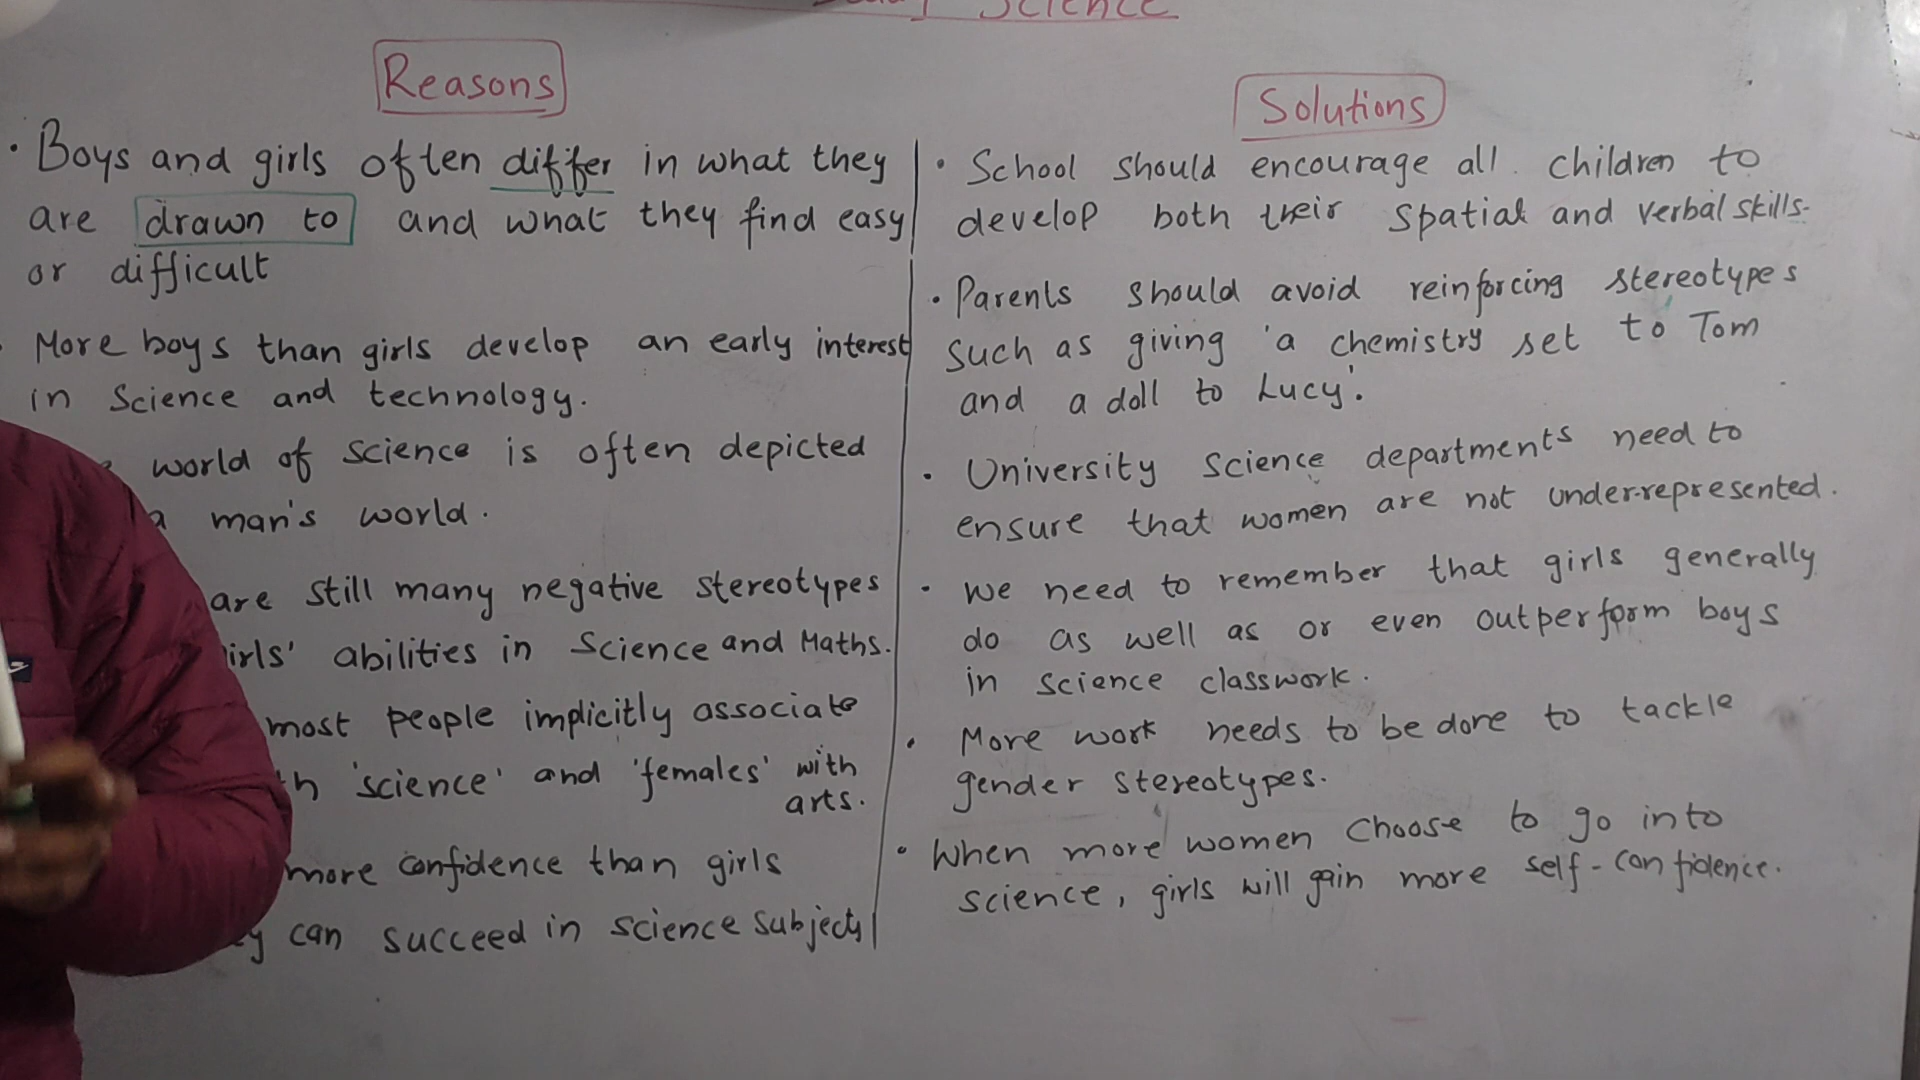 Science
Reasons
• Boys and girls often differ in what they
are drawn to and what they find easy
or difficult
More boys than girls develop an early interest
in Science and technology.
world of science is often depicted
a man's world.
are still many negative stereotypes
girls' abilities in Science and Maths.
most people implicitly associate
'science' and 'females' with
arts.
more confidence than girls
can succeed in science subjects
Solutions
• School should encourage all children to
develop both their spatial and verbal skills.
• Parents should avoid reinforcing stereotypes
such as giving 'a chemistry set to Tom
and a doll to Lucy'.
• University science departments need to
ensure that women are not under-represented.
• We need to remember that girls generally
do as well as or even outperform boys
in science classwork.
• More work needs to be done to tackle
gender stereotypes.
• When more women choose to go into
science, girls will gain more self-confidence.